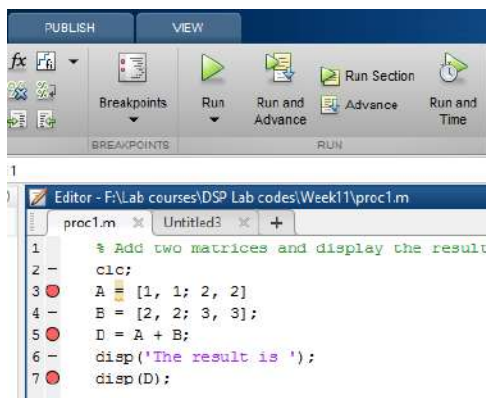 PUBLISH VIEW
fx
Breakpoints
Run
Run and Advance
Run Section
Advance
Run and Time
BREAKPOINTS
RUN
1
Editor - F:\Lab courses\DSP Lab codes\Week11\proc1.m
proc1.m Untitled3 +
1 % Add two matrices and display the result
2 - clc;
3 A = [1, 1; 2, 2]
4 - B = [2, 2; 3, 3];
5 D = A + B;
6 - disp('The result is ');
7 disp(D);